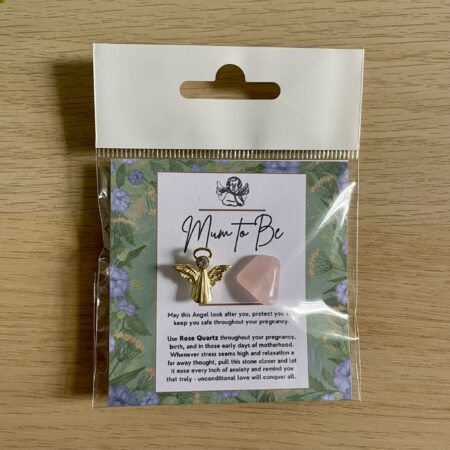 Mum to Be
May this Angel look after you, protect you a
keep you safe throughout your pregnancy.
Use Rose Quartz throughout your pregnancy,
birth, and in those early days of motherhood.
Whenever stress seems high and relaxation a
far away thought, pull this stone closer and let
it ease every inch of anxiety and remind you
that truly - unconditional love will conquer all.